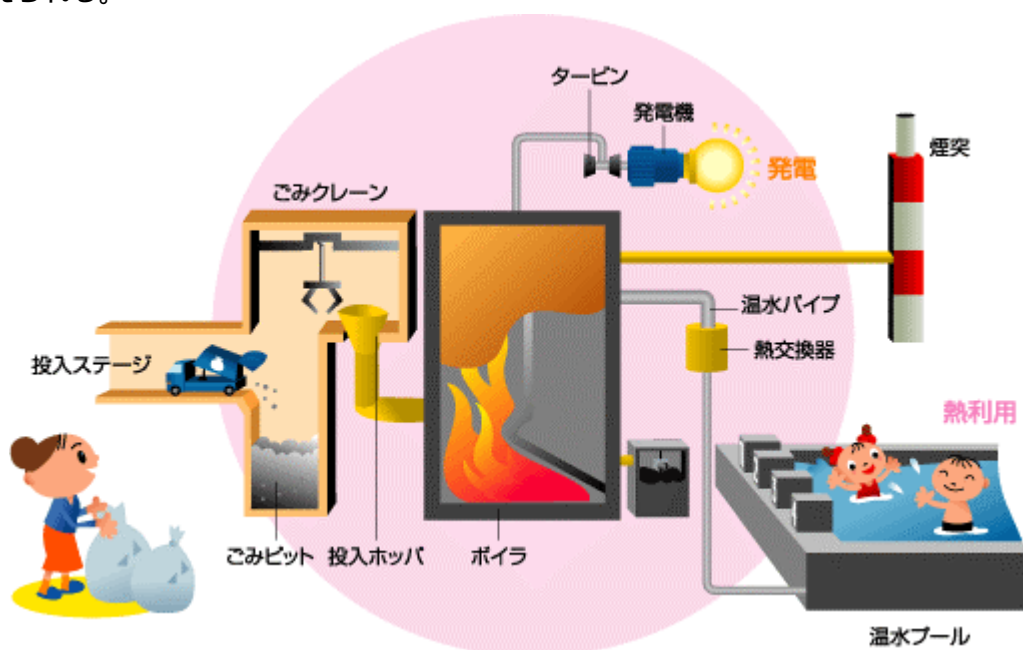 タービン
発電機
発電
煙突
ごみクレーン
温水パイプ
熱交換器
投入ステージ
熱利用
ごみピット
投入ホッパ
ボイラ
温水プール